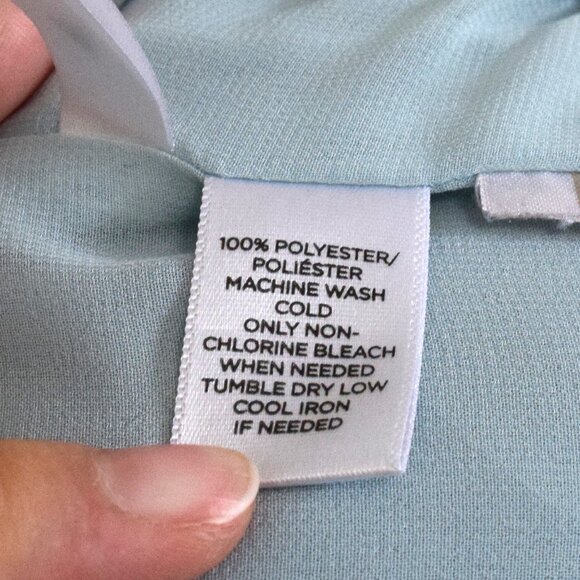 100% POLYESTER/
POLIÉSTER
MACHINE WASH
COLD
ONLY NON-
CHLORINE BLEACH
WHEN NEEDED
TUMBLE DRY LOW
COOL IRON
IF NEEDED